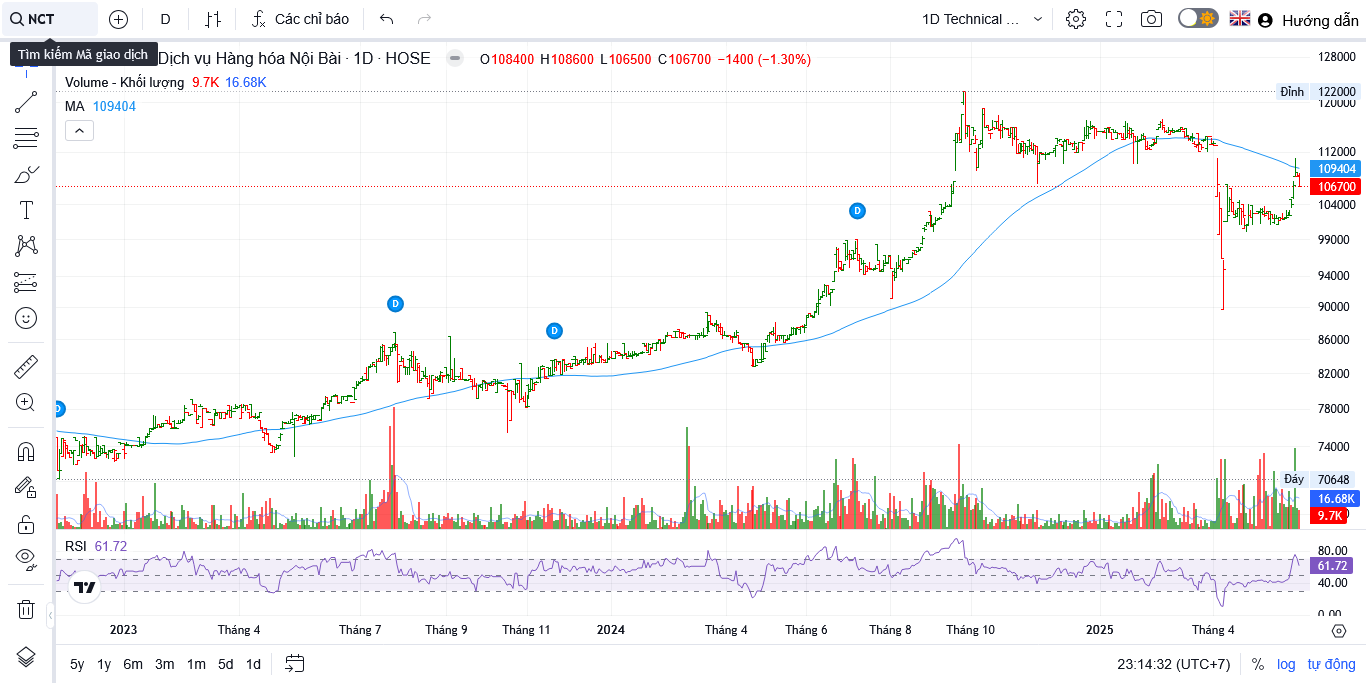 NCT
D
Các chỉ báo
1D Technical ...
Hướng dẫn
Tìm kiếm Mã giao dịch
Dịch vụ Hàng hóa Nội Bài · 1D · HOSE
O108400 H108600 L106500 C106700 −1400 (−1.30%)
Volume - Khối lượng 9.7K 16.68K
MA 109404
128000
Đỉnh 122000
120000
112000
109404
106700
104000
99000
94000
90000
86000
82000
78000
74000
Đáy 70648
16.68K
9.7K
D
D
D
D
RSI 61.72
80.00
61.72
40.00
0.00
2023 Tháng 4 Tháng 7 Tháng 9 Tháng 11 2024 Tháng 4 Tháng 6 Tháng 8 Tháng 10 2025 Tháng 4
5y 1y 6m 3m 1m 5d 1d
23:14:32 (UTC+7) % log tự động